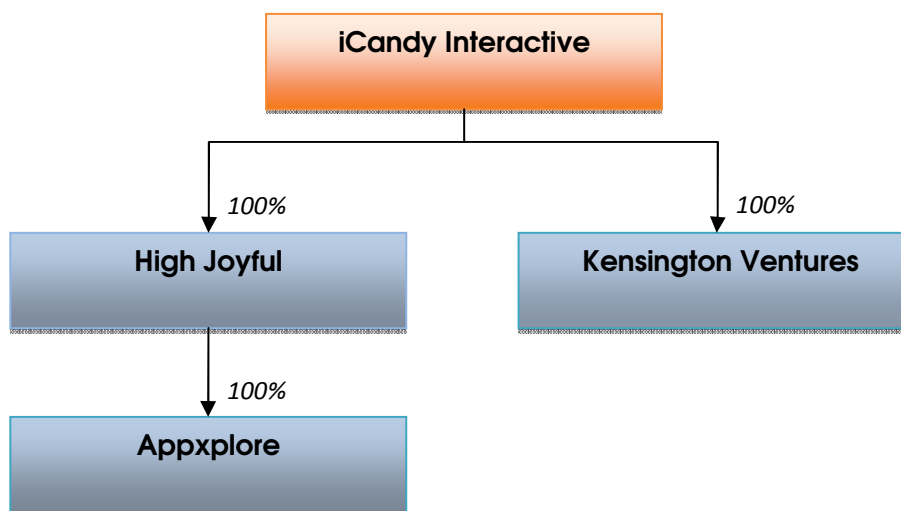 iCandy Interactive
100%
100%
High Joyful
Kensington Ventures
100%
Appxplore